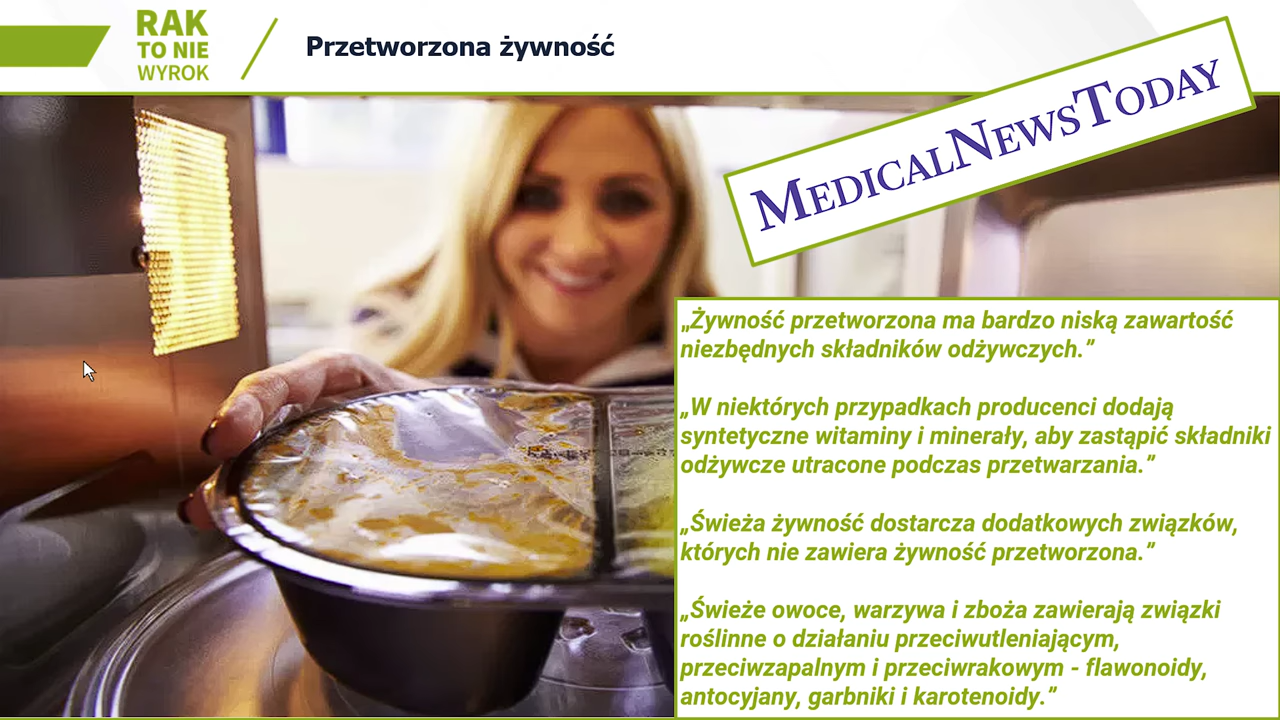 RAK
TO NIE
WYROK
Przetworzona żywność
MEDICALNEWSTODAY
„Żywność przetworzona ma bardzo niską zawartość
niezbędnych składników odżywczych.”
„W niektórych przypadkach producenci dodają
syntetyczne witaminy i minerały, aby zastąpić składniki
odżywcze utracone podczas przetwarzania.”
„Świeża żywność dostarcza dodatkowych związków,
których nie zawiera żywność przetworzona.”
„Świeże owoce, warzywa i zboża zawierają związki
roślinne o działaniu przeciwutleniającym,
przeciwzapalnym i przeciwrakowym - flawonoidy,
antocyjany, garbniki i karotenoidy.”